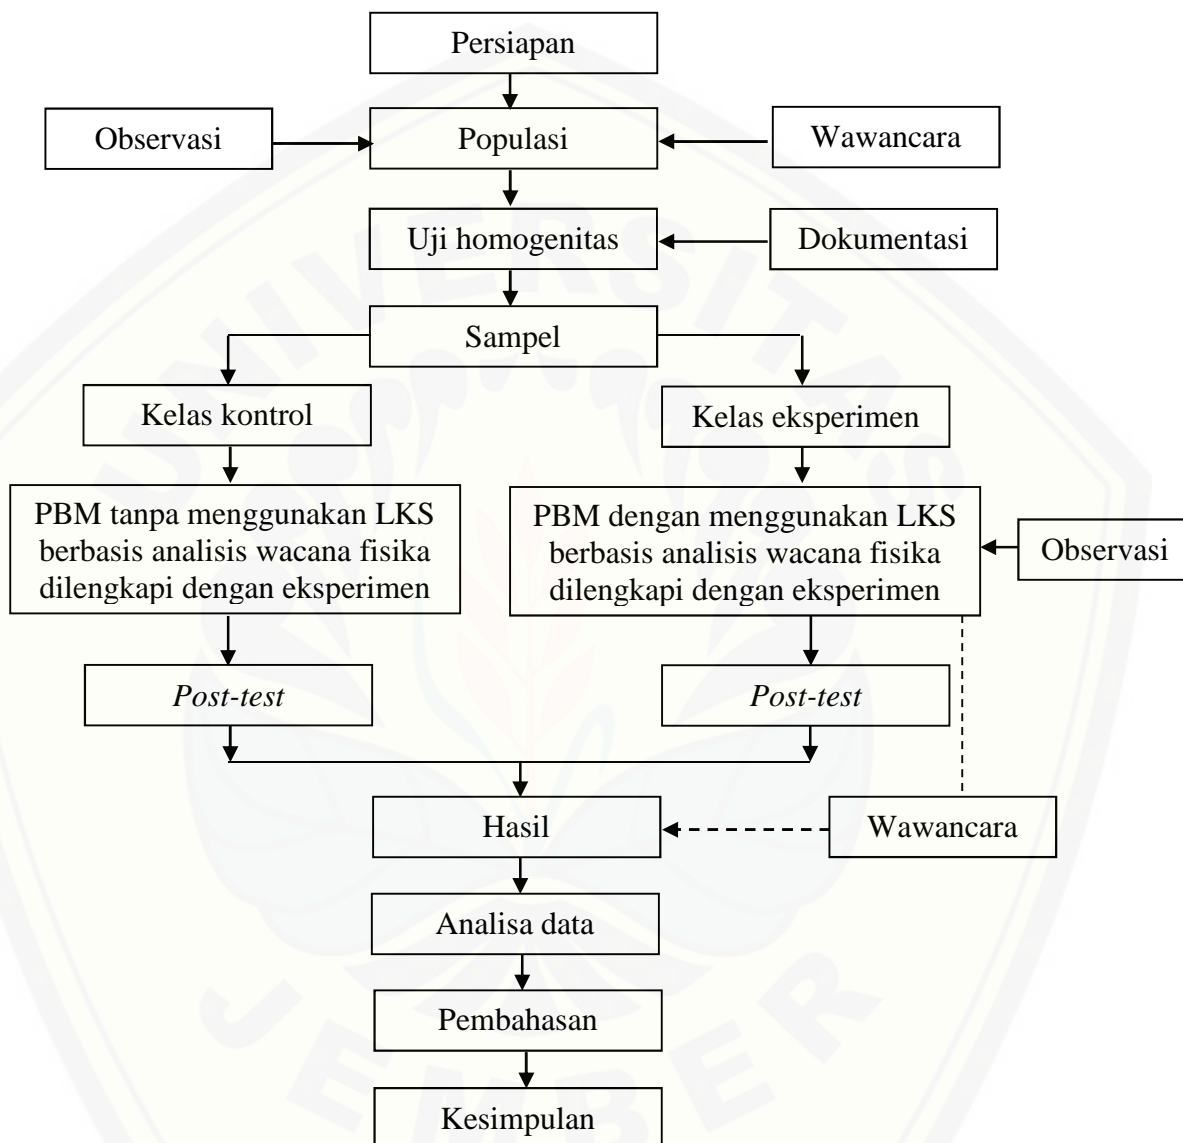 Persiapan
Observasi
Populasi
Wawancara
Uji homogenitas
Dokumentasi
Sampel
Kelas kontrol
Kelas eksperimen
PBM tanpa menggunakan LKS
berbasis analisis wacana fisika
dilengkapi dengan eksperimen
PBM dengan menggunakan LKS
berbasis analisis wacana fisika
dilengkapi dengan eksperimen
Observasi
Post-test
Post-test
Hasil
Wawancara
Analisa data
Pembahasan
Kesimpulan
UNIVERSITAS
JEMBER